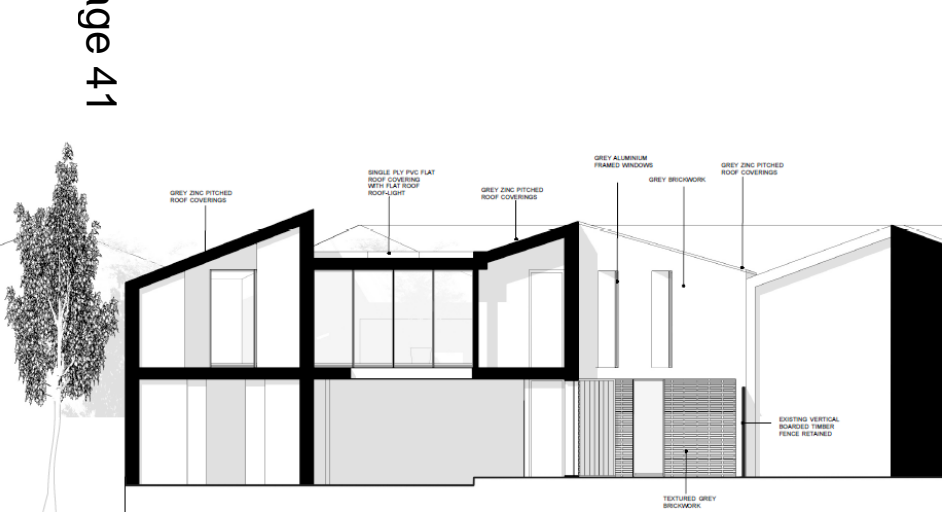 age 41
GREY ZINC PITCHED
ROOF COVERINGS
SINGLE PLY PVC FLAT
ROOF COVERING
WITH FLAT ROOF
ROOF-LIGHT
GREY ZINC PITCHED
ROOF COVERINGS
GREY ALUMINIUM
FRAMED WINDOWS
GREY BRICKWORK
GREY ZINC PITCHED
ROOF COVERINGS
EXISTING VERTICAL
BOARDED TIMBER
FENCE RETAINED
TEXTURED GREY
BRICKWORK